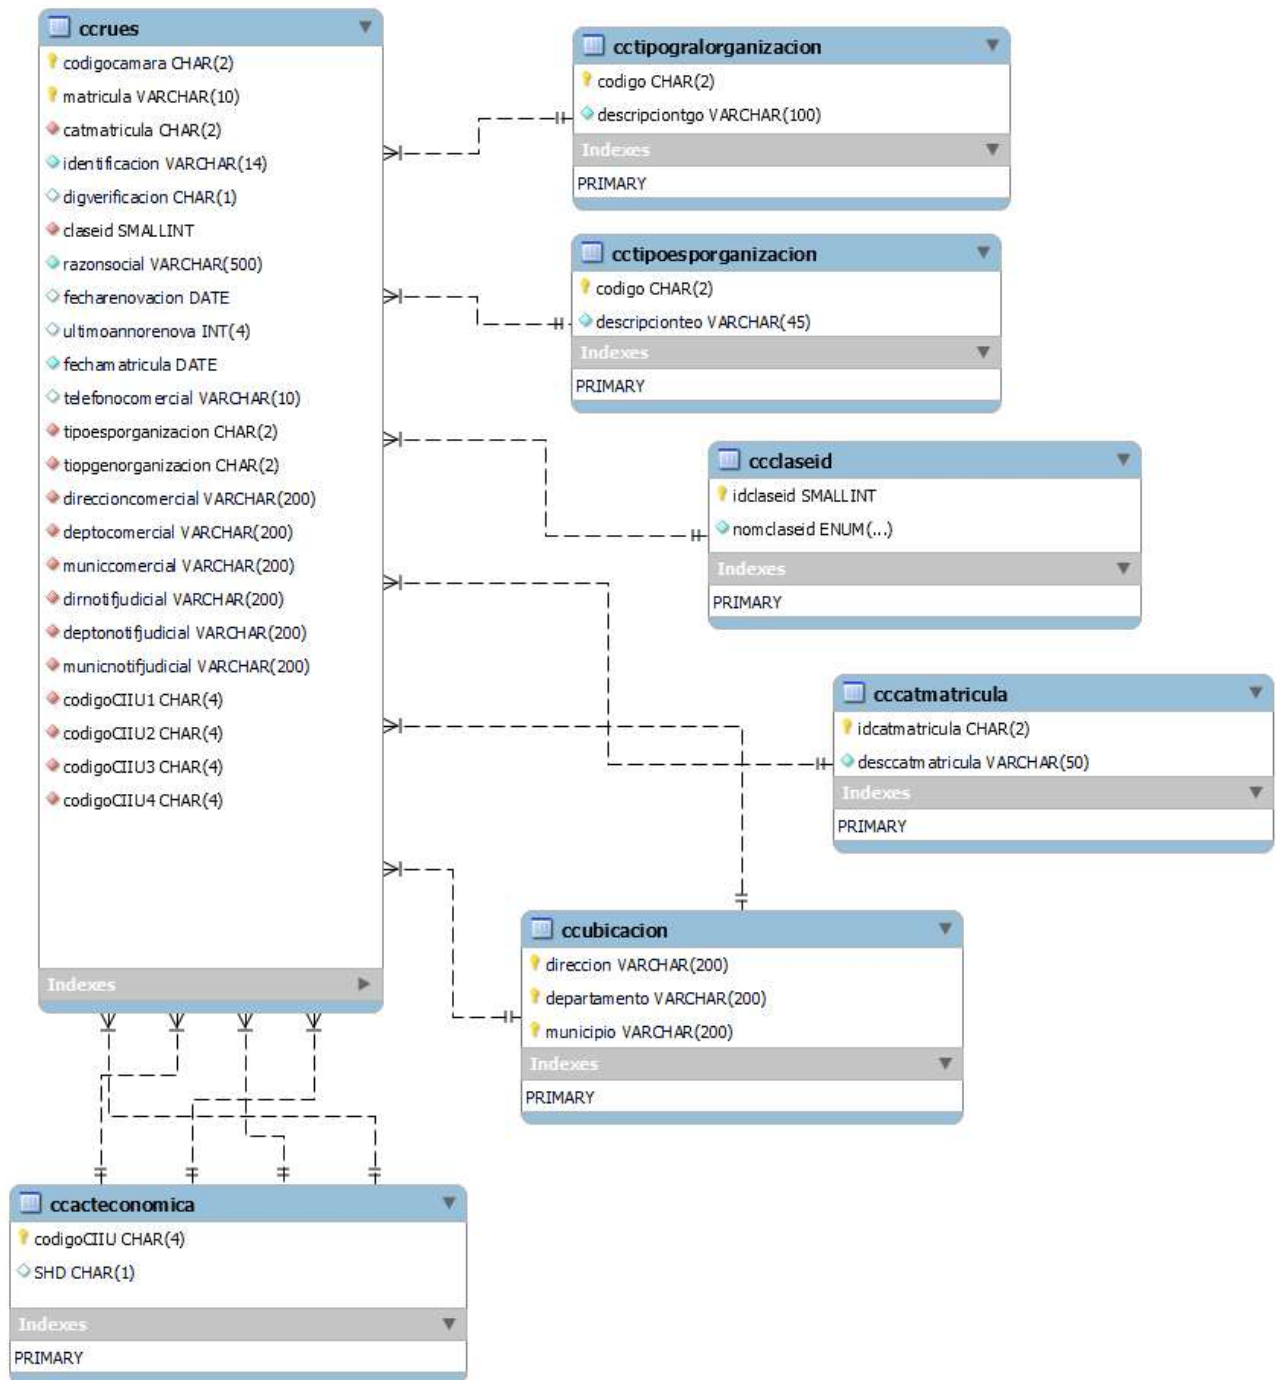 ccrues
codigocamara CHAR(2)
matricula VARCHAR(10)
catmatricula CHAR(2)
identificacion VARCHAR(14)
digverificacion CHAR(1)
claseid SMALLINT
razonsocial VARCHAR(500)
fecharenovacion DATE
ultimoannorenova INT(4)
fechamatricula DATE
telefonocomercial VARCHAR(10)
tipoesporganizacion CHAR(2)
tiopgenorganizacion CHAR(2)
direccioncomercial VARCHAR(200)
deptocomercial VARCHAR(200)
municcomercial VARCHAR(200)
dirnotifjudicial VARCHAR(200)
deptonotifjudicial VARCHAR(200)
municnotifjudicial VARCHAR(200)
codigoCIIU1 CHAR(4)
codigoCIIU2 CHAR(4)
codigoCIIU3 CHAR(4)
codigoCIIU4 CHAR(4)
Indexes
cctipogralorganizacion
codigo CHAR(2)
descripciontgo VARCHAR(100)
Indexes
PRIMARY
cctipoesporganizacion
codigo CHAR(2)
descripcionteo VARCHAR(45)
Indexes
PRIMARY
ccclaseid
idclaseid SMALLINT
nomclaseid ENUM(...)
Indexes
PRIMARY
cccatmatricula
idcatmatricula CHAR(2)
desccatmatricula VARCHAR(50)
Indexes
PRIMARY
ccubicacion
direccion VARCHAR(200)
departamento VARCHAR(200)
municipio VARCHAR(200)
Indexes
PRIMARY
ccacteconomica
codigoCIIU CHAR(4)
SHD CHAR(1)
Indexes
PRIMARY